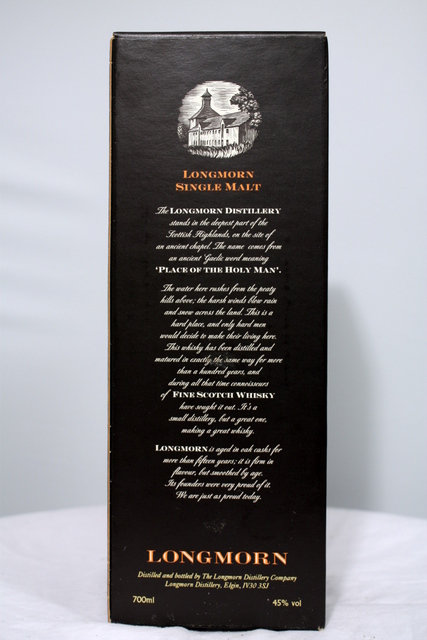 LONGMORN
SINGLE MALT
The LONGMORN DISTILLERY
stands in the deepest part of the
Scottish Highlands, on the site of
an ancient chapel. The name comes from
an ancient Gaelic word meaning
'PLACE OF THE HOLY MAN'.
The water here rushes from the peaty
hills above; the harsh winds blow rain
and snow across the land. This is a
hard place, and only hard men
would decide to make their living here.
This whisky has been distilled and
matured in exactly the same way for more
than a hundred years, and
during all that time connoisseurs
of FINE SCOTCH WHISKY
have sought it out. It's a
small distillery, but a great one,
making a great whisky.
LONGMORN is aged in oak casks for
more than fifteen years; it is firm in
flavour, but smoothed by age.
Its founders were very proud of it.
We are just as proud today.
LONGMORN
Distilled and bottled by The Longmorn Distillery Company
Longmorn Distillery, Elgin, IV30 3SJ
700ml 45% vol